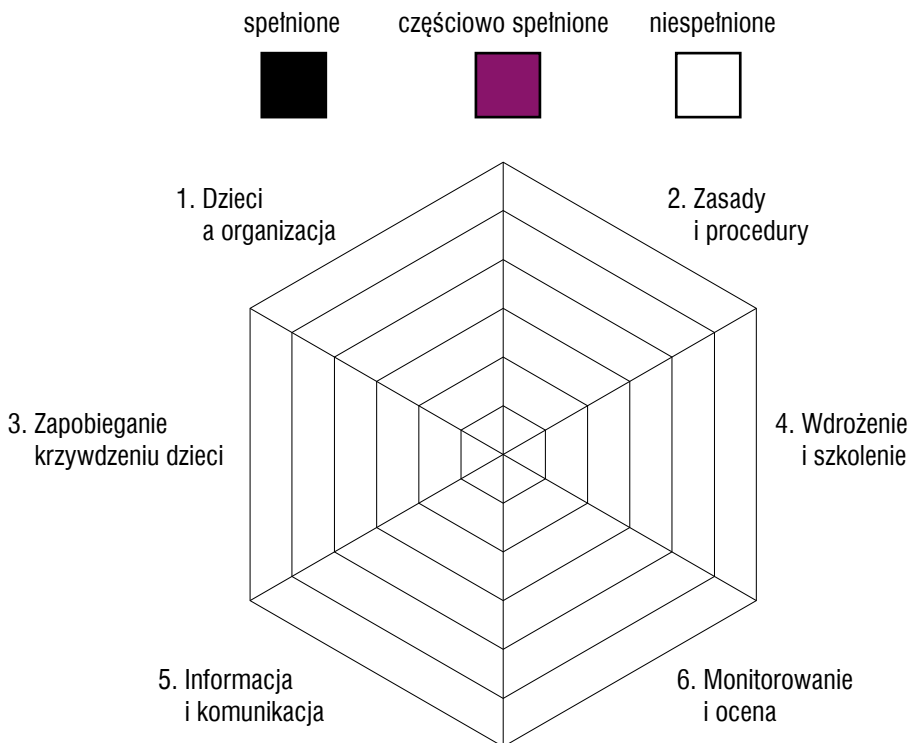 spełnione częściowo spełnione niespełnione
1. Dzieci
a organizacja
2. Zasady
i procedury
3. Zapobieganie
krzywdzeniu dzieci
4. Wdrożenie
i szkolenie
5. Informacja
i komunikacja
6. Monitorowanie
i ocena